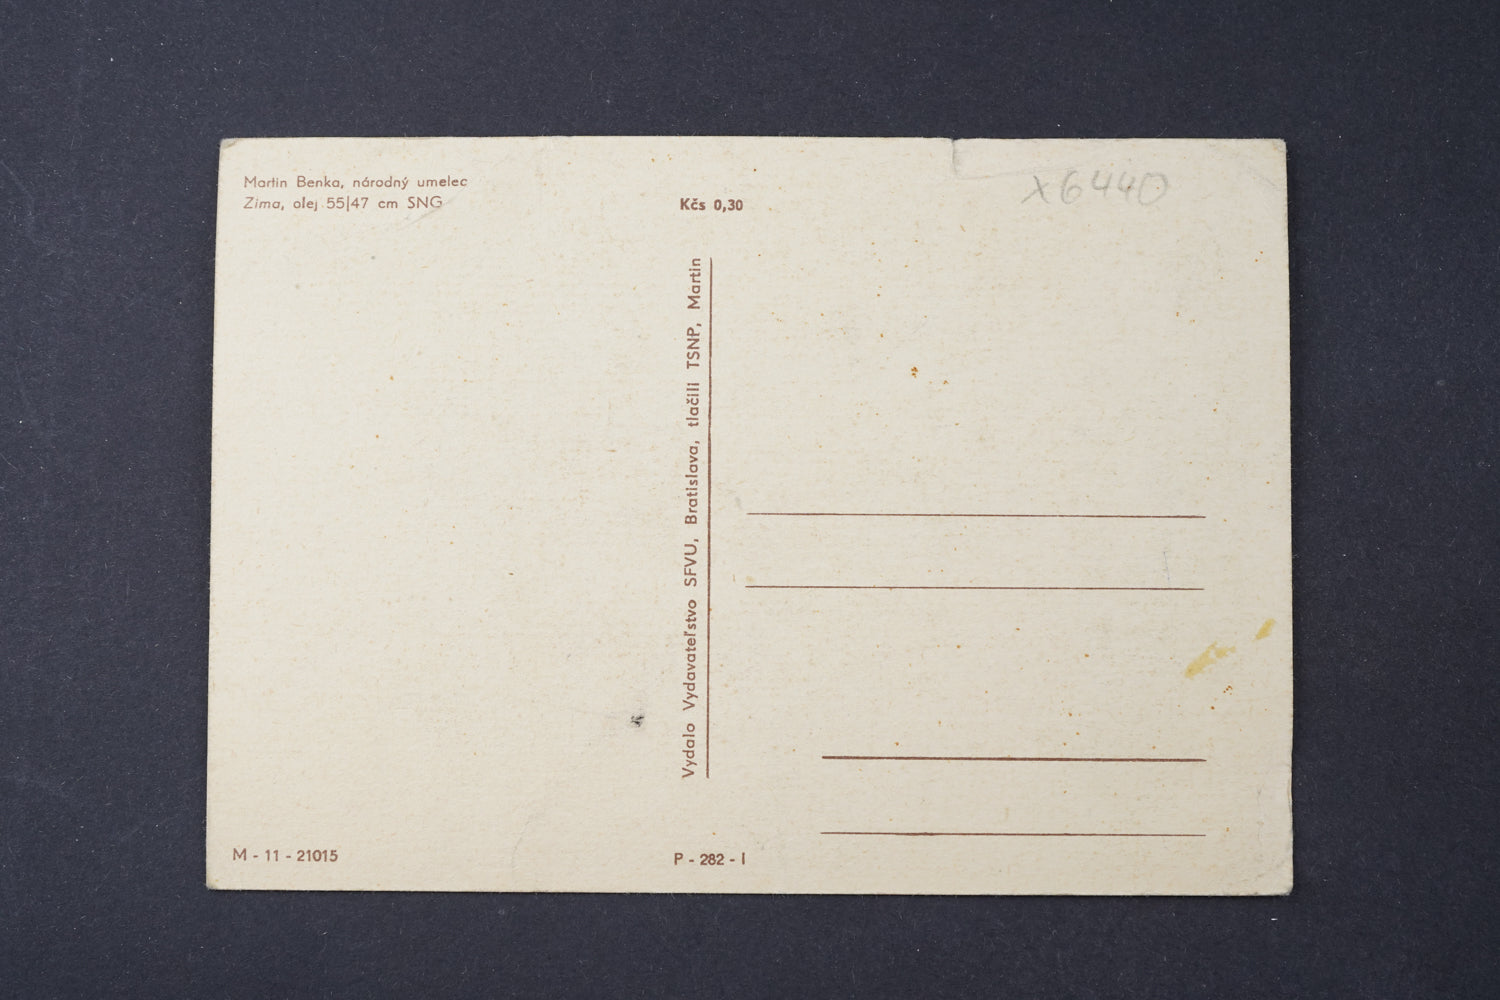 Martin Benka, národný umelec
Zima, olej 55|47 cm SNG
Kčs 0,30
x6440
Vydalo Vydavateľstvo SFVU, Bratislava, tlačili TSNP, Martin
M - 11 - 21015
P - 282 - I